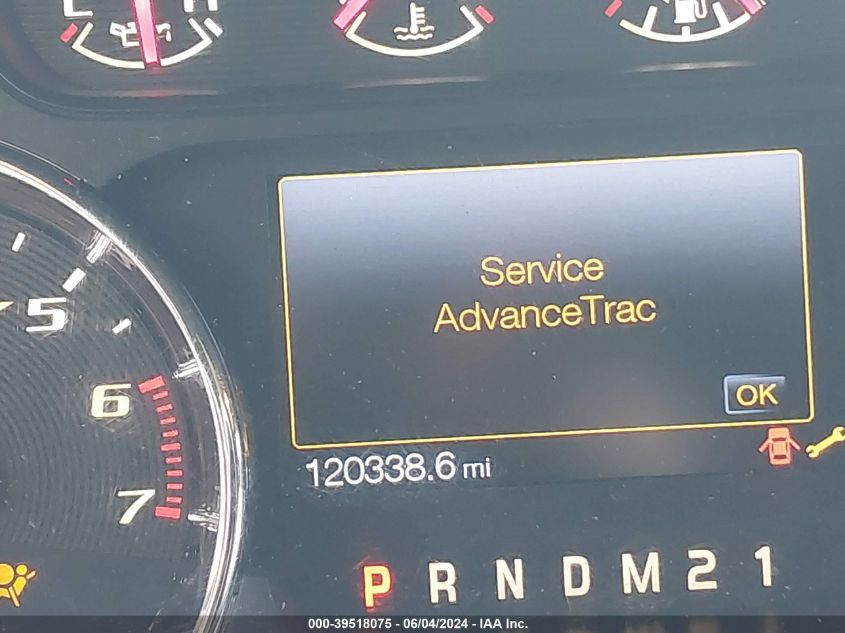 5
6
7
Service
AdvanceTrac
OK
120338.6 mi
P R N D M 2 1
000-39518075 - 06/04/2024 - IAA Inc.